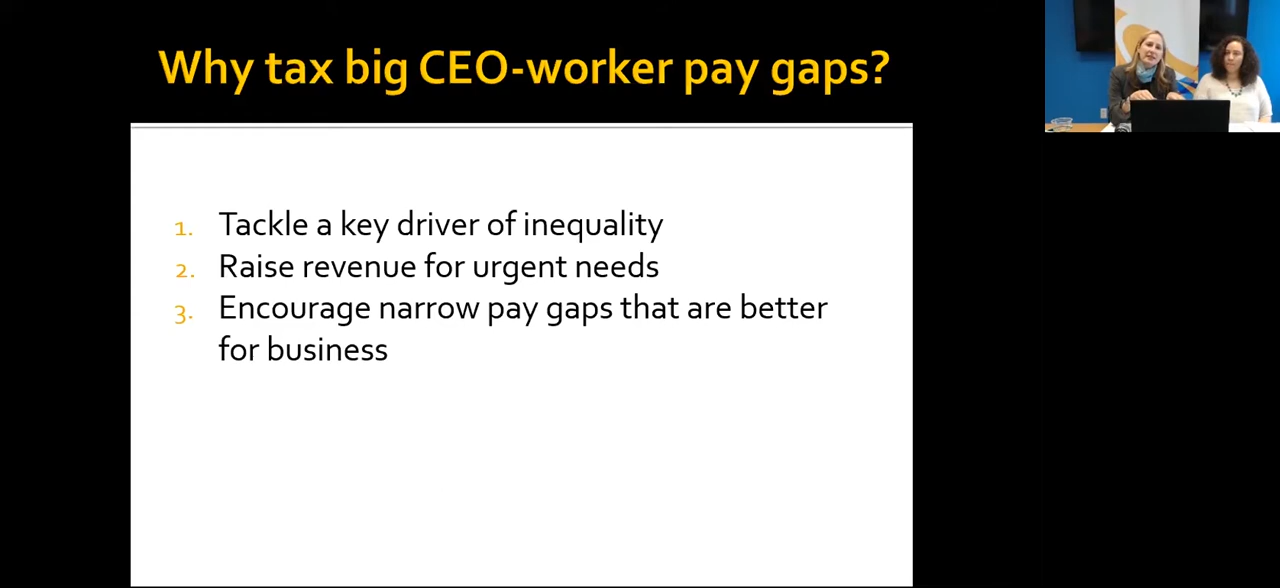 Why tax big CEO-worker pay gaps?
1. Tackle a key driver of inequality
2. Raise revenue for urgent needs
3. Encourage narrow pay gaps that are better
for business